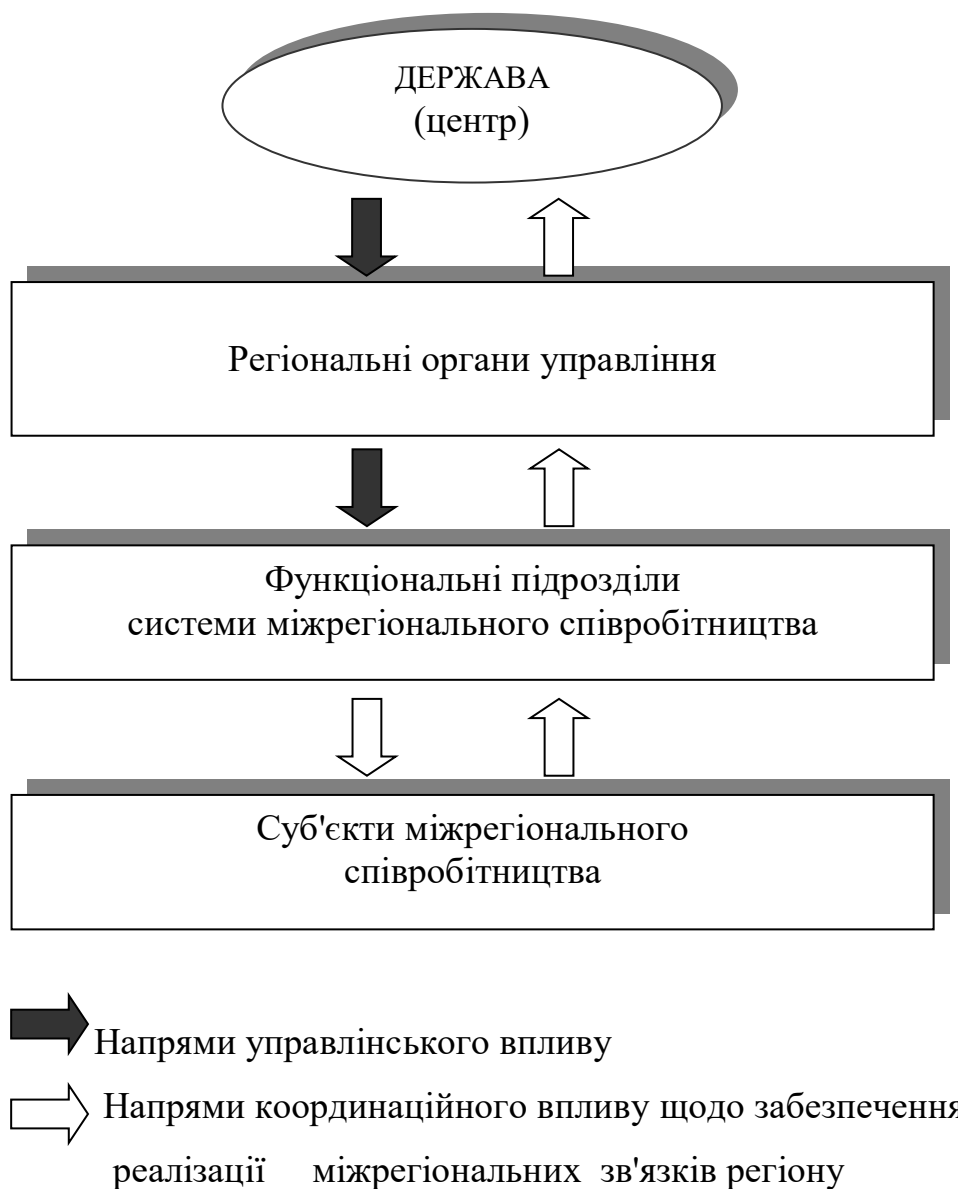 ДЕРЖАВА
(центр)
Регіональні органи управління
Функціональні підрозділи
системи міжрегіонального співробітництва
Суб'єкти міжрегіонального
співробітництва
Напрями управлінського впливу
Напрями координаційного впливу щодо забезпечення
реалізації міжрегіональних зв'язків регіону